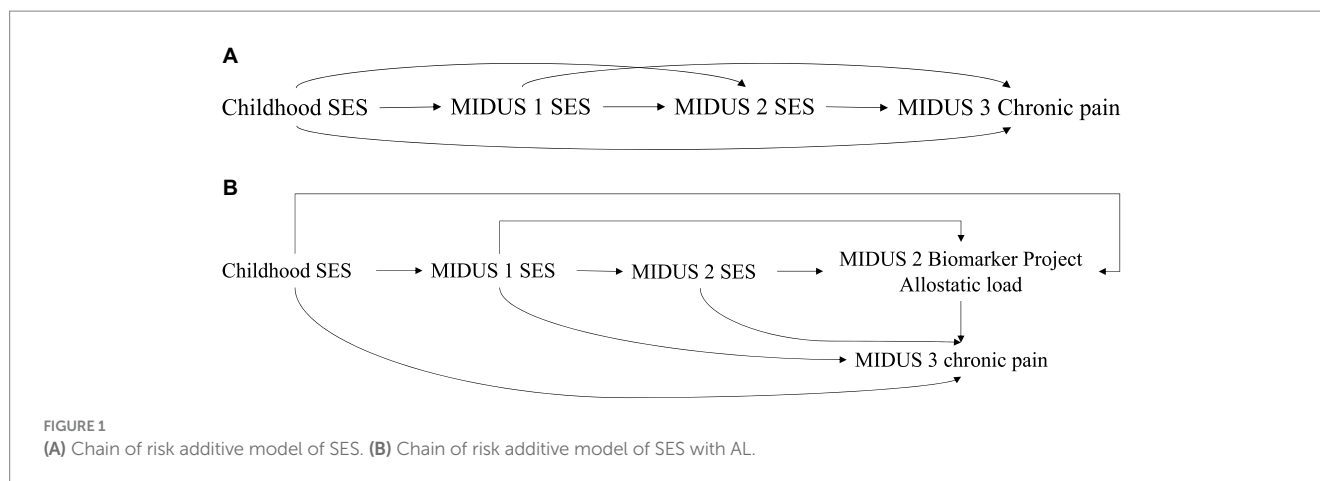 A
Childhood SES MIDUS 1 SES MIDUS 2 SES MIDUS 3 Chronic pain
B
Childhood SES MIDUS 1 SES MIDUS 2 SES MIDUS 2 Biomarker Project
Allostatic load
MIDUS 3 chronic pain
FIGURE 1
(A) Chain of risk additive model of SES. (B) Chain of risk additive model of SES with AL.